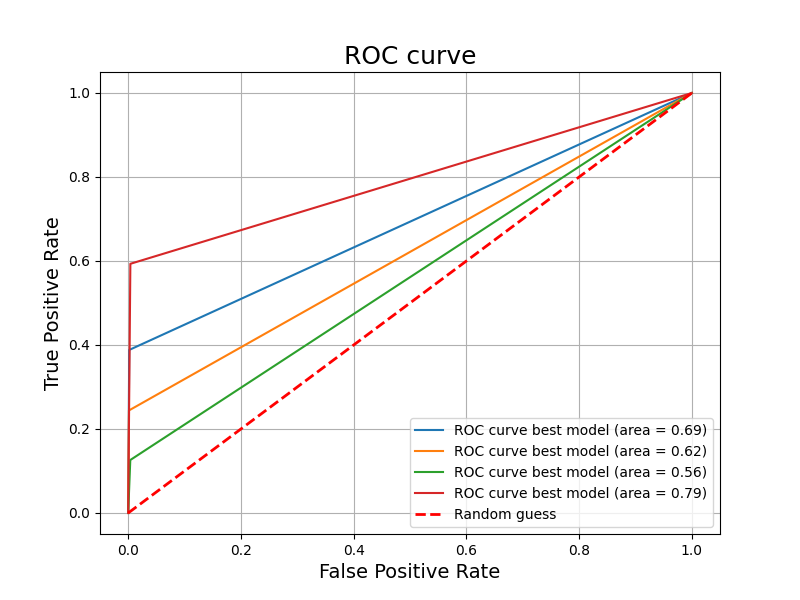 ROC curve
True Positive Rate
1.0
0.8
0.6
0.4
0.2
0.0
0.0
0.2
0.4
0.6
0.8
1.0
False Positive Rate
ROC curve best model (area = 0.69)
ROC curve best model (area = 0.62)
ROC curve best model (area = 0.56)
ROC curve best model (area = 0.79)
Random guess